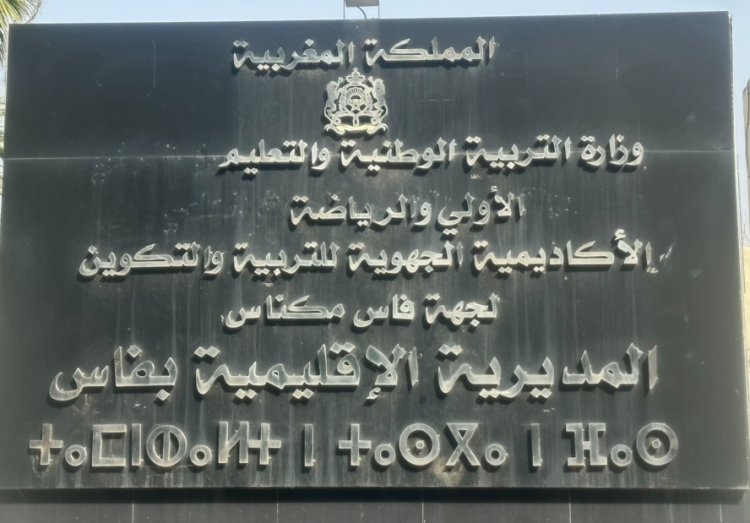 المملكة المغربية
وزارة التربية الوطنية والتعليم
الأولي والرياضة
الأكاديمية الجهوية للتربية والتكوين
لجهة فاس مكناس
المديرية الإقليمية بفاس
ⵜⴰⵎⵏⵀⴰⵍⵜ ⵏ ⵜⴰⵙⴳⴰ ⵏ ⴼⴰⵙ